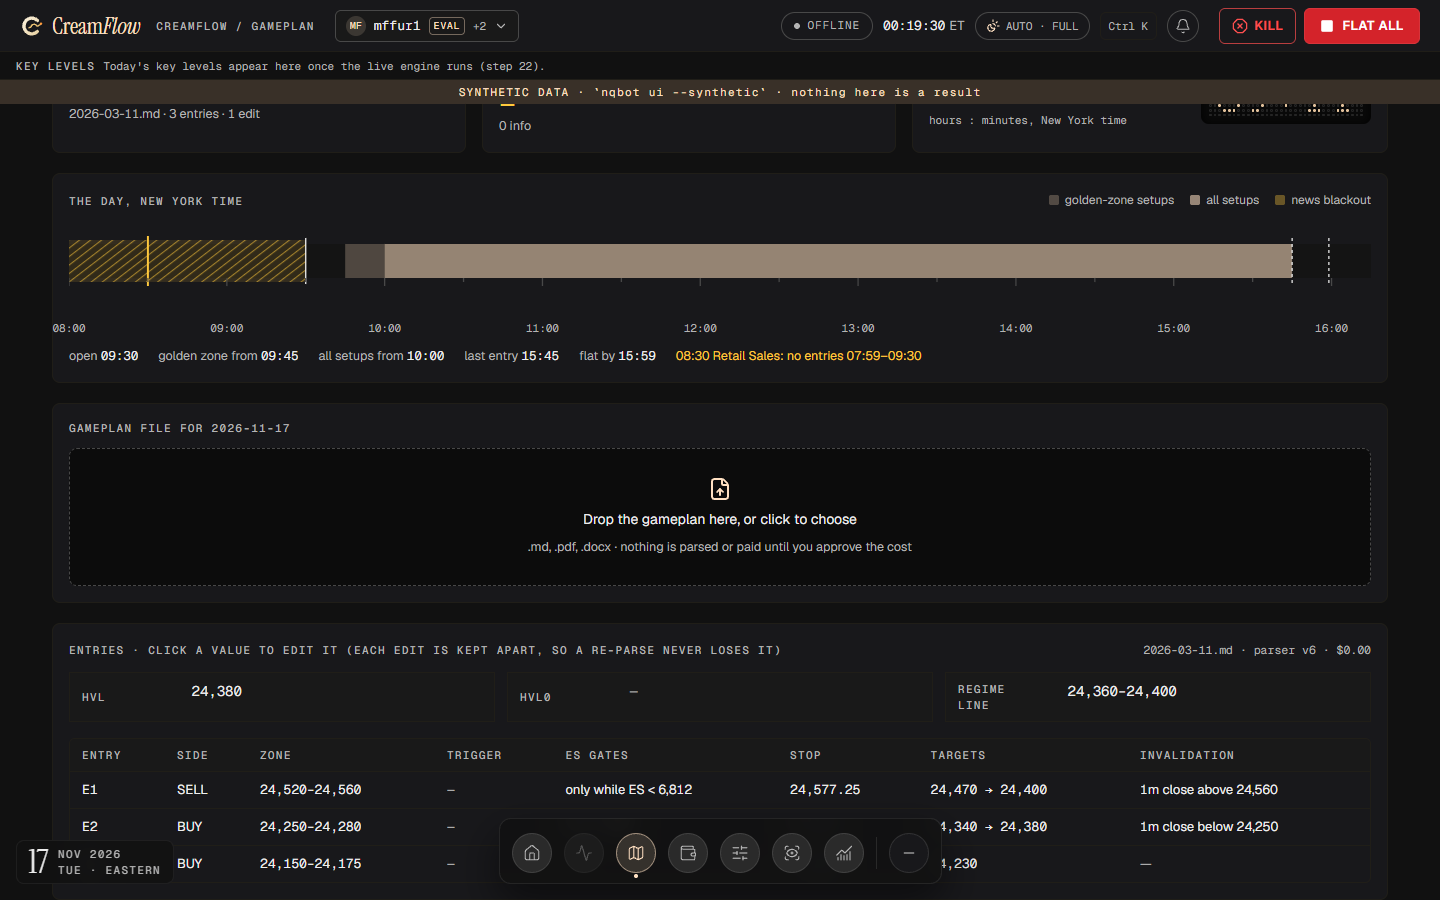 CreamFlow CREAMFLOW / GAMEPLAN MF mffur1 EVAL +2 OFFLINE 00:19:30 ET AUTO · FULL Ctrl K KILL FLAT ALL
KEY LEVELS Today's key levels appear here once the live engine runs (step 22).
SYNTHETIC DATA · `nqbot ui --synthetic` · nothing here is a result
2026-03-11.md · 3 entries · 1 edit
0 info
hours : minutes, New York time
THE DAY, NEW YORK TIME
golden-zone setups all setups news blackout
08:00 09:00 10:00 11:00 12:00 13:00 14:00 15:00 16:00
open 09:30 golden zone from 09:45 all setups from 10:00 last entry 15:45 flat by 15:59 08:30 Retail Sales: no entries 07:59–09:30
GAMEPLAN FILE FOR 2026-11-17
Drop the gameplan here, or click to choose
.md, .pdf, .docx · nothing is parsed or paid until you approve the cost
ENTRIES · CLICK A VALUE TO EDIT IT (EACH EDIT IS KEPT APART, SO A RE-PARSE NEVER LOSES IT)
2026-03-11.md · parser v6 · $0.00
HVL 24,380
HVL0 —
REGIME LINE 24,360–24,400
ENTRY SIDE ZONE TRIGGER ES GATES STOP TARGETS INVALIDATION
E1 SELL 24,520–24,560 — only while ES < 6,812 24,577.25 24,470 → 24,400 1m close above 24,560
E2 BUY 24,250–24,280 — 4,340 → 24,380 1m close below 24,250
BUY 24,150–24,175 — 4,230 —
17 NOV 2026
TUE · EASTERN